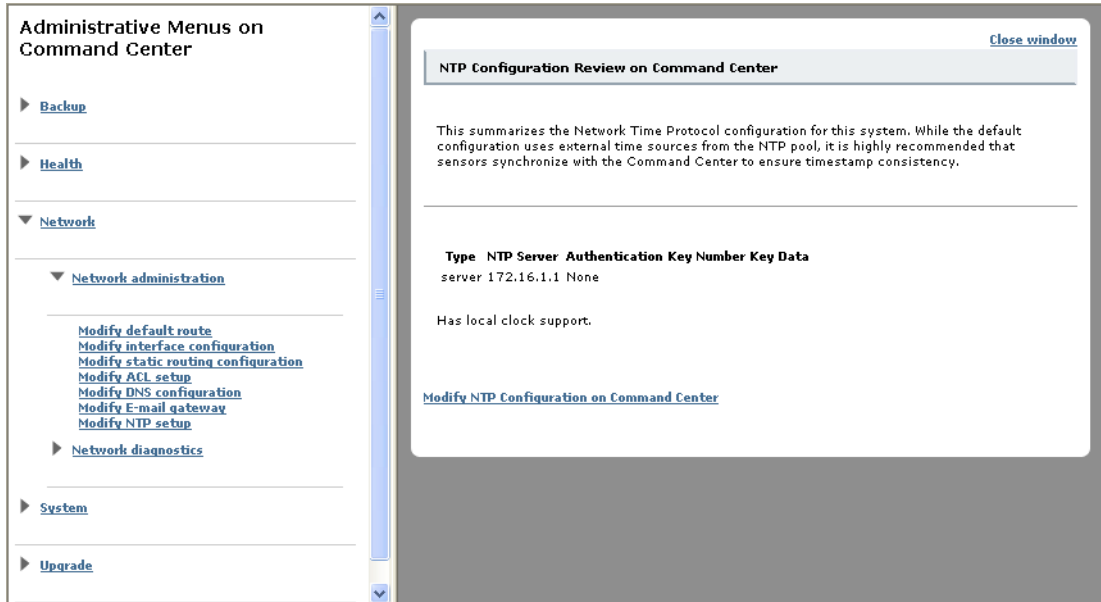 Administrative Menus on
Command Center
Backup
Health
Network
Network administration
Modify default route
Modify interface configuration
Modify static routing configuration
Modify ACL setup
Modify DNS configuration
Modify E-mail gateway
Modify NTP setup
Network diagnostics
System
Upgrade
Close window
NTP Configuration Review on Command Center
This summarizes the Network Time Protocol configuration for this system. While the default
configuration uses external time sources from the NTP pool, it is highly recommended that
sensors synchronize with the Command Center to ensure timestamp consistency.
Type NTP Server Authentication Key Number Key Data
server 172.16.1.1 None
Has local clock support.
Modify NTP Configuration on Command Center